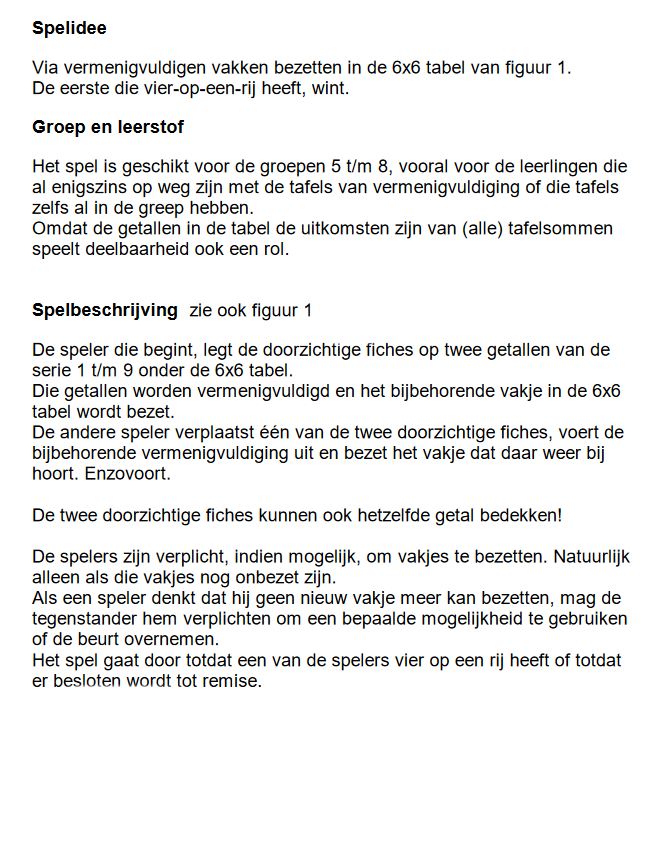 Spelidee
Via vermenigvuldigen vakken bezetten in de 6x6 tabel van figuur 1.
De eerste die vier-op-een-rij heeft, wint.
Groep en leerstof
Het spel is geschikt voor de groepen 5 t/m 8, vooral voor de leerlingen die
al enigszins op weg zijn met de tafels van vermenigvuldiging of die tafels
zelfs al in de greep hebben.
Omdat de getallen in de tabel de uitkomsten zijn van (alle) tafelsommen
speelt deelbaarheid ook een rol.
Spelbeschrijving zie ook figuur 1
De speler die begint, legt de doorzichtige fiches op twee getallen van de
serie 1 t/m 9 onder de 6x6 tabel.
Die getallen worden vermenigvuldigd en het bijbehorende vakje in de 6x6
tabel wordt bezet.
De andere speler verplaatst één van de twee doorzichtige fiches, voert de
bijbehorende vermenigvuldiging uit en bezet het vakje dat daar weer bij
hoort. Enzovoort.
De twee doorzichtige fiches kunnen ook hetzelfde getal bedekken!
De spelers zijn verplicht, indien mogelijk, om vakjes te bezetten. Natuurlijk
alleen als die vakjes nog onbezet zijn.
Als een speler denkt dat hij geen nieuw vakje meer kan bezetten, mag de
tegenstander hem verplichten om een bepaalde mogelijkheid te gebruiken
of de beurt overnemen.
Het spel gaat door totdat een van de spelers vier op een rij heeft of totdat
er besloten wordt tot remise.